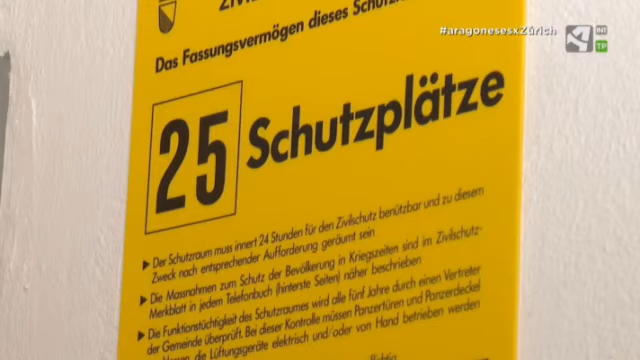 #aragonesesxZürich
INT
TP
Das Fassungsvermögen dieses
25 Schutzplätze
▶ Der Schutzraum muss innert 24 Stunden für den Zivilschutz benützbar und zu diesem
Zweck nach entsprechender Aufforderung geräumt sein
▶ Die Massnahmen zum Schutz der Bevölkerung in Kriegszeiten sind im Zivilschutz-
Merkblatt in jedem Telefonbuch (hinterste Seiten) näher beschrieben
▶ Die Funktionstüchtigkeit des Schutzraumes wird alle fünf Jahre durch einen Vertreter
der Gemeinde überprüft. Bei dieser Kontrolle müssen Panzertüren und Panzerdeckel
die Lüftungsgeräte elektrisch und/oder von Hand betrieben werden